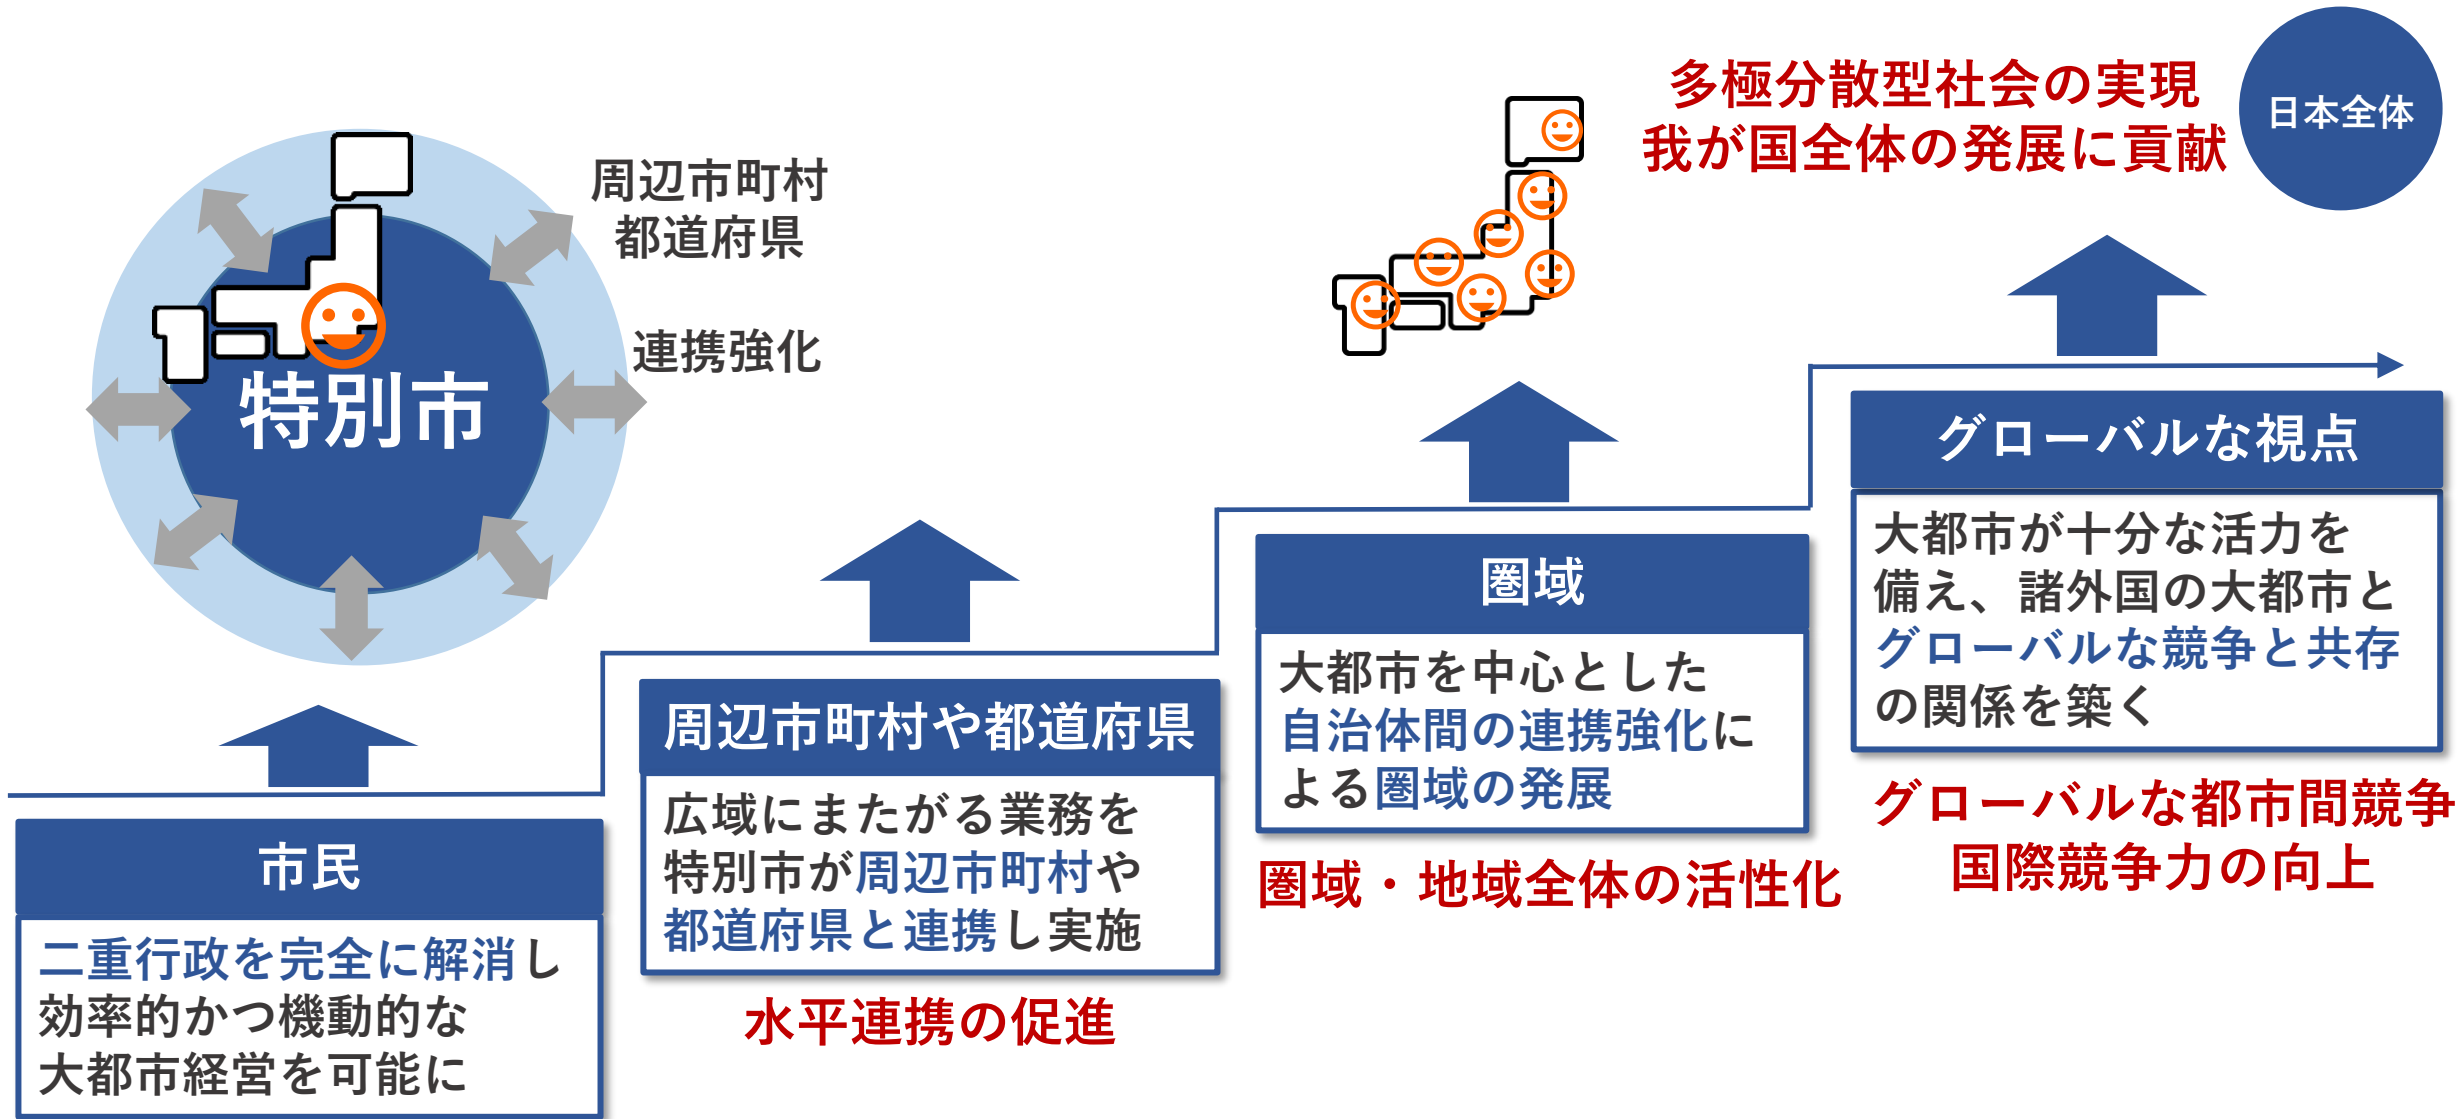 特別市
周辺市町村
都道府県
連携強化
多極分散型社会の実現
我が国全体の発展に貢献
日本全体
市民
二重行政を完全に解消し
効率的かつ機動的な
大都市経営を可能に
周辺市町村や都道府県
広域にまたがる業務を
特別市が周辺市町村や
都道府県と連携し実施
水平連携の促進
圏域
大都市を中心とした
自治体間の連携強化に
よる圏域の発展
圏域・地域全体の活性化
グローバルな視点
大都市が十分な活力を
備え、諸外国の大都市と
グローバルな競争と共存
の関係を築く
グローバルな都市間競争
国際競争力の向上